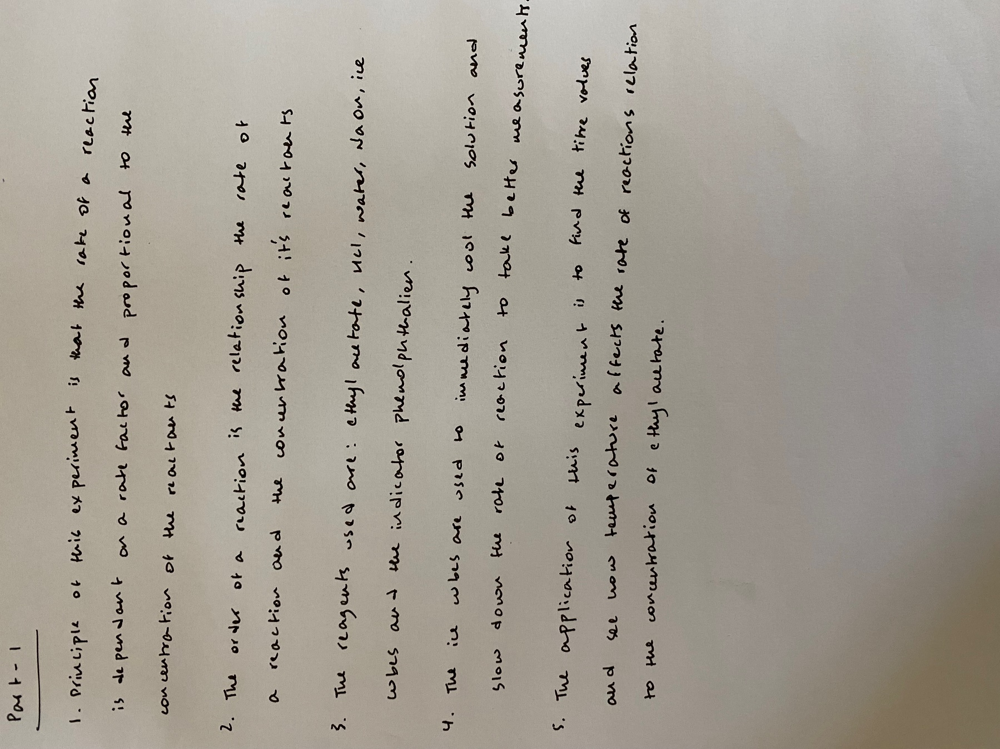 Part - 1
1. Principle of this experiment is that the rate of a reaction
is dependant on a rate factor and proportional to the
concentration of the reactants
2. The order of a reaction is the relationship the rate of
a reaction and the concentration of it's reactants
3. The reagents used are: ethyl acetate, HCl, water, NaOH, ice
cubes and the indicator phenolphthalien.
4. The ice cubes are used to immediately cool the solution and
slow down the rate of reaction to take better measurements.
5. The application of this experiment is to find the titre values
and see how temperature affects the rate of reactions relation
to the concentration of ethyl acetate.